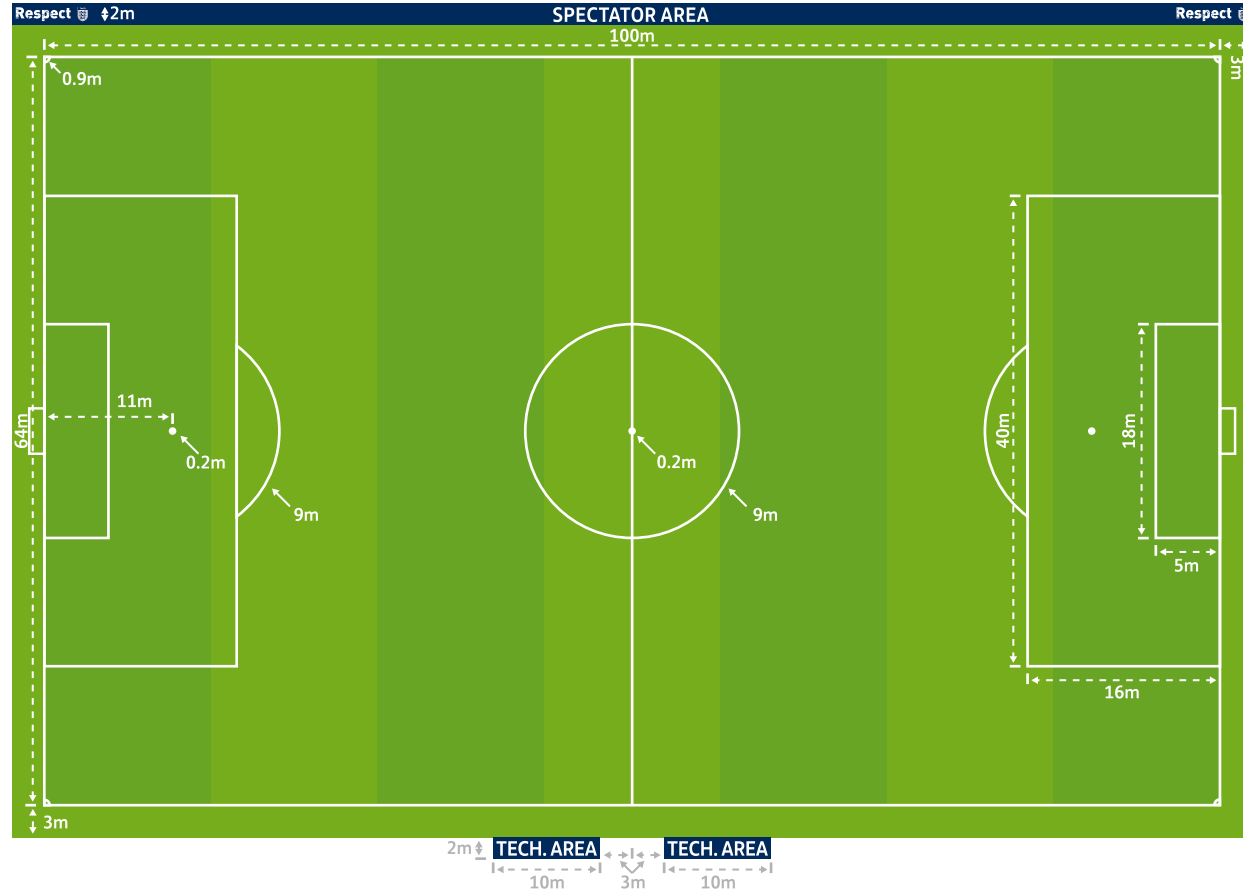 Respect 2m SPECTATOR AREA Respect
100m
3m
0.9m
11m
64m
0.2m
9m
0.2m
9m
40m
18m
5m
16m
3m
2m TECH. AREA TECH. AREA
10m 3m 10m